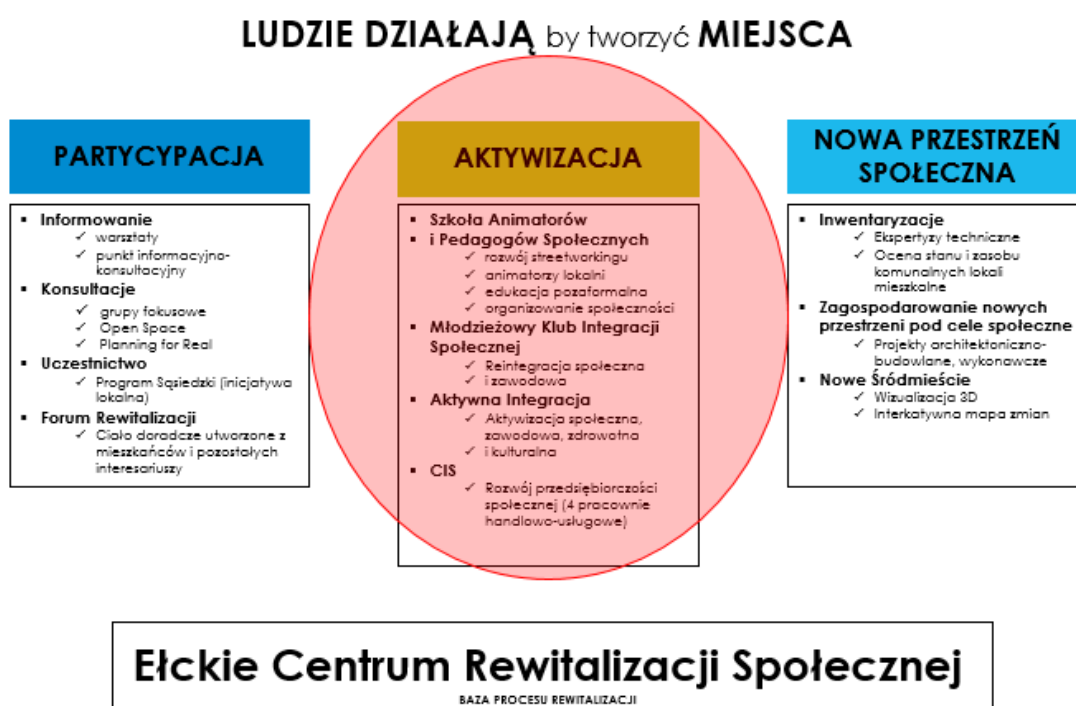 LUDZIE DZIAŁAJĄ by tworzyć MIEJSCA
PARTYCYPACJA
▪ Informowanie
✓ warsztaty
✓ punkt informacyjno-
konsultacyjny
▪ Konsultacje
✓ grupy fokusowe
✓ Open Space
✓ Planning for Real
▪ Uczestnictwo
✓ Program Sąsiedzki (inicjatywa
lokalna)
▪ Forum Rewitalizacji
✓ Ciało doradcze utworzone z
mieszkańców i pozostałych
interesariuszy
AKTYWIZACJA
▪ Szkoła Animatorów
▪ i Pedagogów Społecznych
✓ rozwój streetworkingu
✓ animatorzy lokalni
✓ edukacja pozaformalna
✓ organizowanie społeczności
▪ Młodzieżowy Klub Integracji
Społecznej
✓ Reintegracja społeczna
✓ i zawodowa
▪ Aktywna Integracja
✓ Aktywizacja społeczna,
zawodowa, zdrowotna
✓ i kulturalna
▪ CIS
✓ Rozwój przedsiębiorczości
społecznej (4 pracownie
handlowo-usługowe)
NOWA PRZESTRZEŃ
SPOŁECZNA
▪ Inwentaryzacje
✓ Ekspertyzy techniczne
✓ Ocena stanu i zasobu
komunalnych lokali
mieszkalne
▪ Zagospodarowanie nowych
przestrzeni pod cele społeczne
✓ Projekty architektoniczno-
budowlane, wykonawcze
▪ Nowe Śródmieście
✓ Wizualizacja 3D
✓ Interkatywna mapa zmian
Ełckie Centrum Rewitalizacji Społecznej
BAZA PROCESU REWITALIZACJI